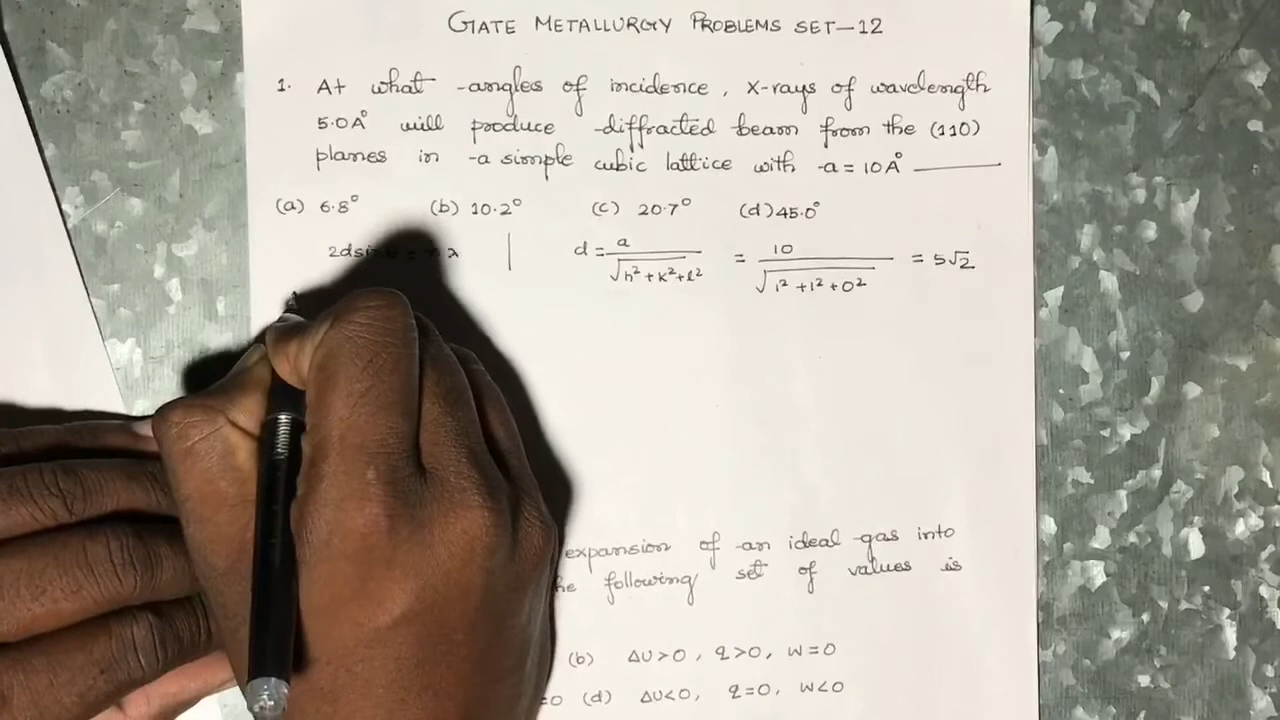 GATE METALLURGY PROBLEMS SET-12
1. At what angles of incidence, X-rays of wavelength
5.0A° will produce diffracted beam from the (110)
planes in a simple cubic lattice with a = 10A° ______
(a) 6.8° (b) 10.2° (c) 20.7° (d) 45.0°
2d λ | d = a/√h²+k²+l² = 10/√1²+1²+0² = 5√2
expansion of an ideal gas into
following set of values is
(b) ΔU>0, q>0, W=0
=0 (d) ΔU<0, q=0, W<0